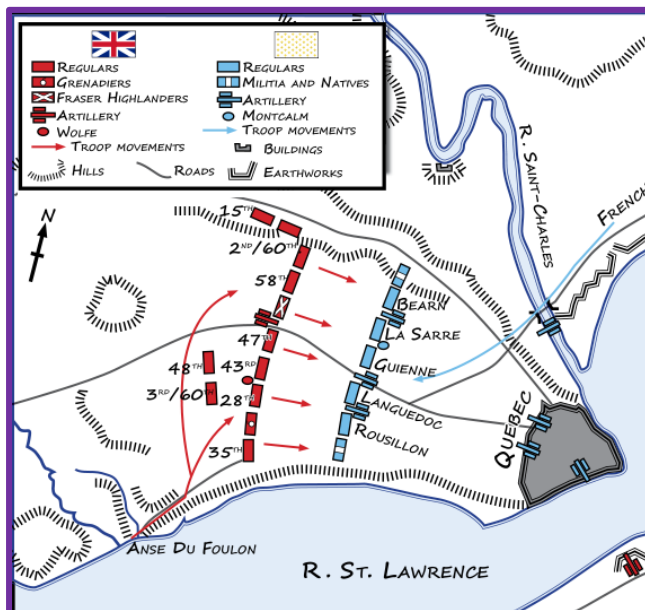 Regulars
Grenadiers
Fraser Highlanders
Artillery
Wolfe
Troop movements
Hills
Roads
Regulars
Militia and Natives
Artillery
Montcalm
Troop movements
Buildings
Earthworks
N
15TH
2ND/60TH
58TH
47TH
48TH
43RD
3RD/60TH
28TH
35TH
Bearn
La Sarre
Guienne
Languedoc
Rousillon
R. Saint-Charles
French
Quebec
Anse Du Foulon
R. St. Lawrence